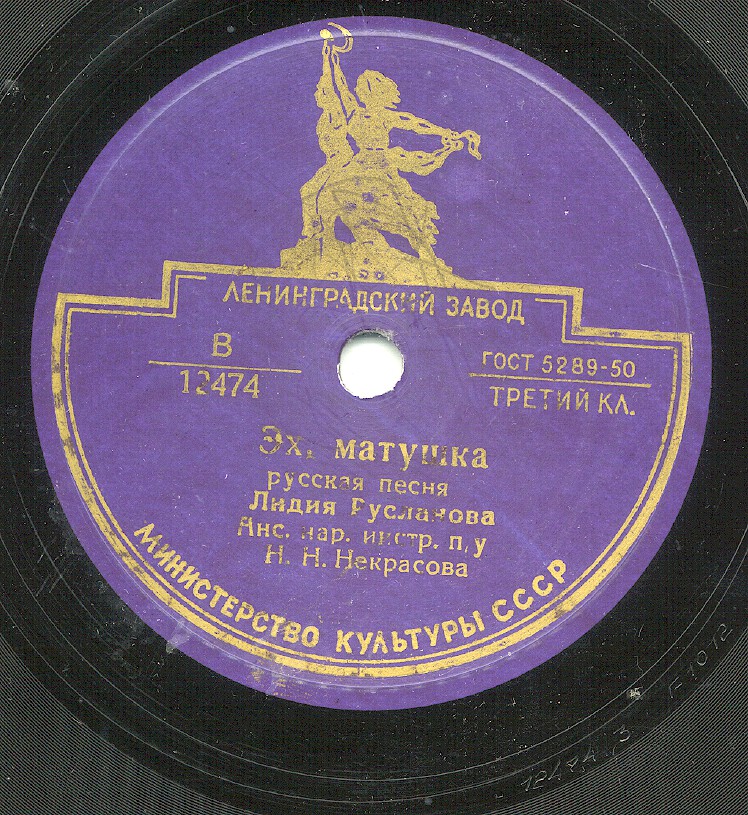 ЛЕНИНГРАДСКИЙ ЗАВОД
В
12474
ГОСТ 5289-50
ТРЕТИЙ КЛ.
Эх, матушка
русская песня
Лидия Русланова
Анс. нар. инстр. п/у
Н. Н. Некрасова
МИНИСТЕРСТВО КУЛЬТУРЫ СССР
12474